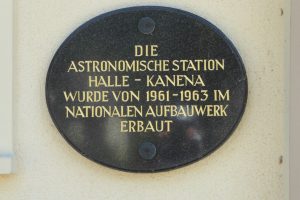 DIE
ASTRONOMISCHE STATION
HALLE - KANENA
WURDE VON 1961-1963 IM
NATIONALEN AUFBAUWERK
ERBAUT